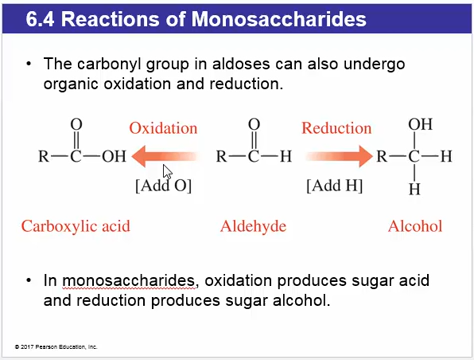 6.4 Reactions of Monosaccharides
• The carbonyl group in aldoses can also undergo
organic oxidation and reduction.
O Oxidation O Reduction OH
R—C—OH R—C—H R—C—H
[Add O] [Add H] H
Carboxylic acid Aldehyde Alcohol
• In monosaccharides, oxidation produces sugar acid
and reduction produces sugar alcohol.
© 2017 Pearson Education, Inc.